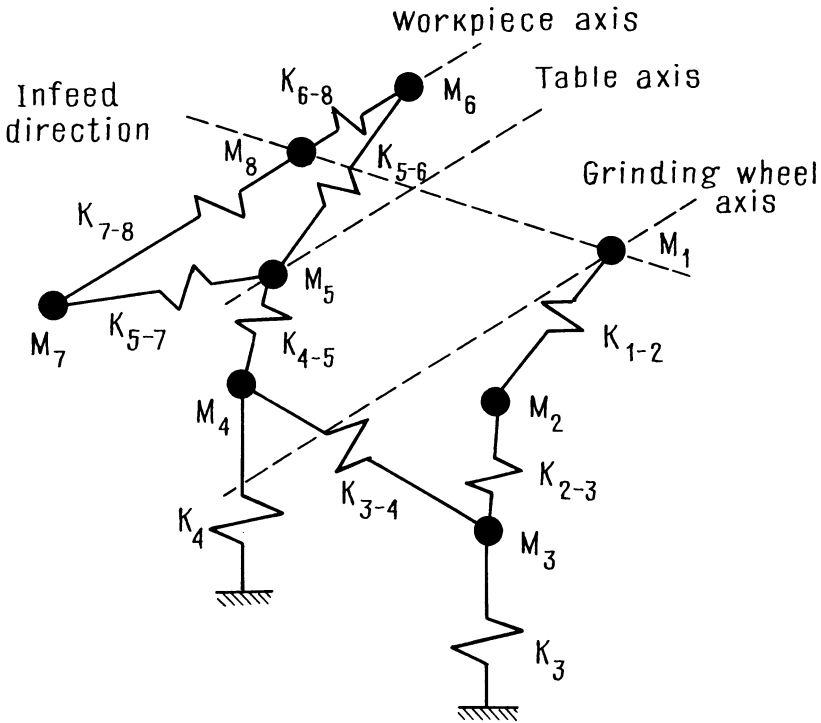 Workpiece axis
Table axis
Infeed
direction
Grinding wheel
axis
K6-8
M6
M8
K5-6
K7-8
M1
M5
K5-7
M7
K4-5
K1-2
M4
M2
K3-4
K2-3
K4
M3
K3